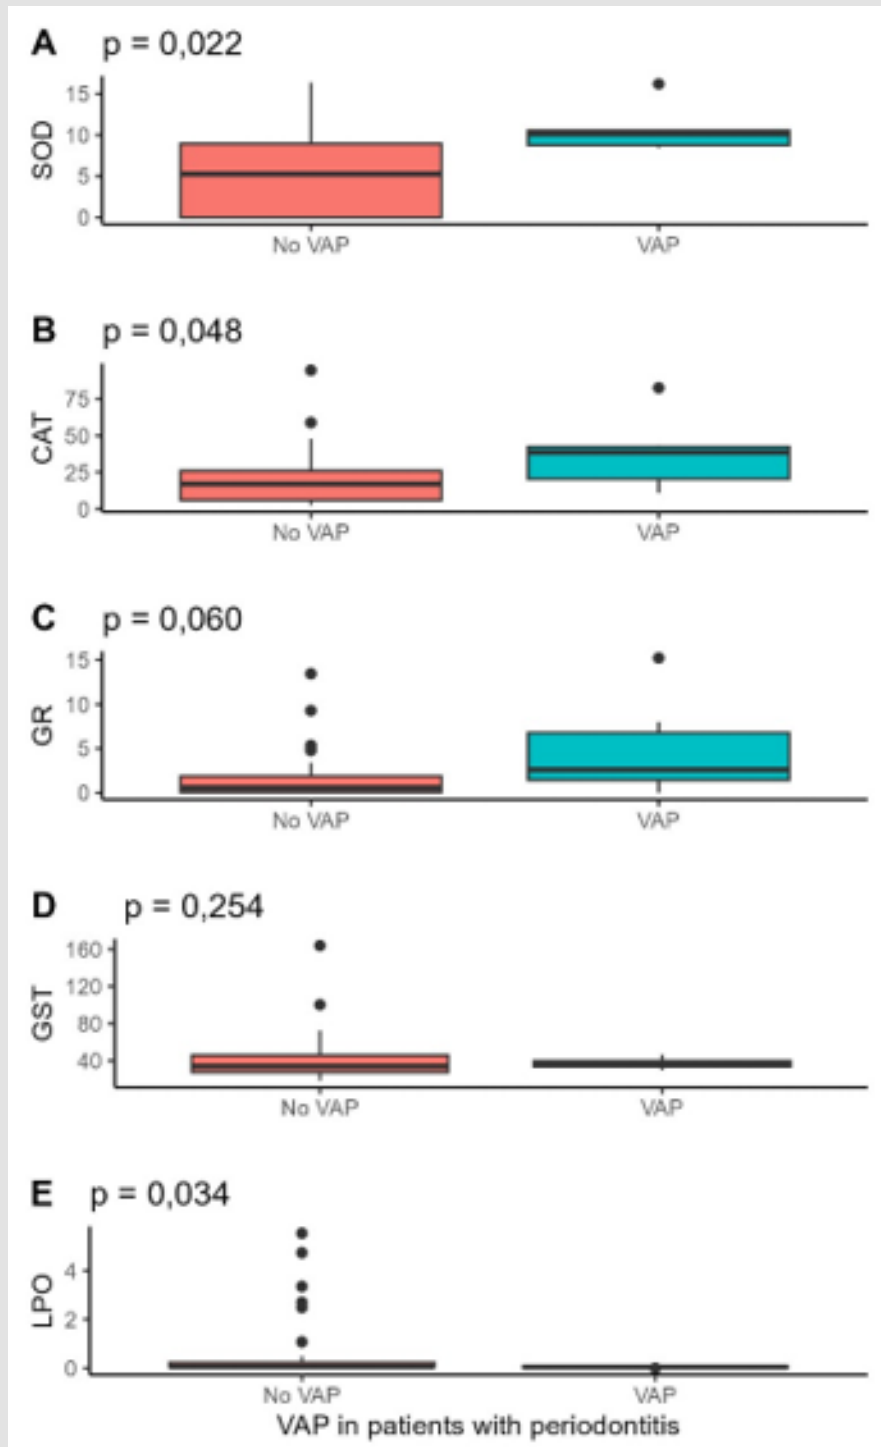 A p = 0,022
SOD
15
10
5
0
No VAP VAP
B p = 0,048
CAT
75
50
25
0
No VAP VAP
C p = 0,060
GR
15
10
5
0
No VAP VAP
D p = 0,254
GST
160
120
80
40
No VAP VAP
E p = 0,034
LPO
4
2
0
No VAP VAP
VAP in patients with periodontitis